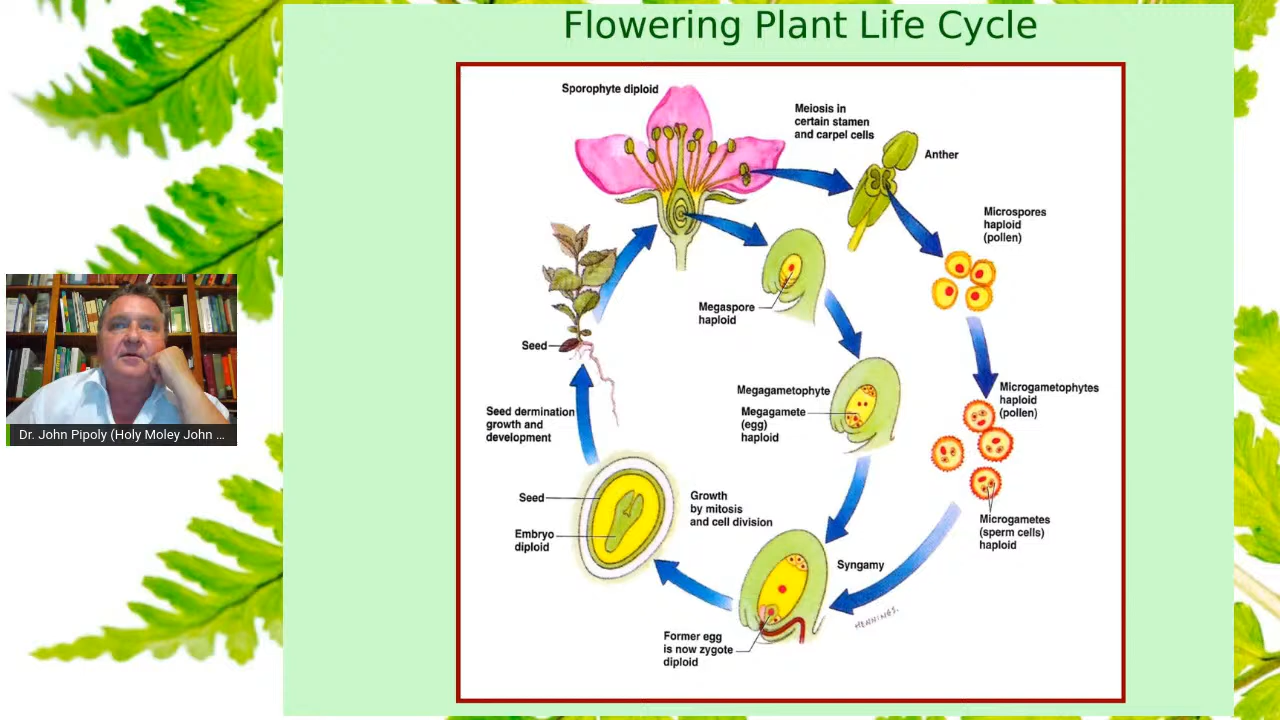 Flowering Plant Life Cycle
Sporophyte diploid
Meiosis in
certain stamen
and carpel cells
Anther
Microspores
haploid
(pollen)
Megaspore
haploid
Seed
Megagametophyte
Megagamete
(egg)
haploid
Microgametophytes
haploid
(pollen)
Seed dermination
growth and
development
Dr. John Pipoly (Holy Moley John ...
Seed
Growth
by mitosis
and cell division
Embryo
diploid
Microgametes
(sperm cells)
haploid
Syngamy
HENNINGS.
Former egg
is now zygote
diploid